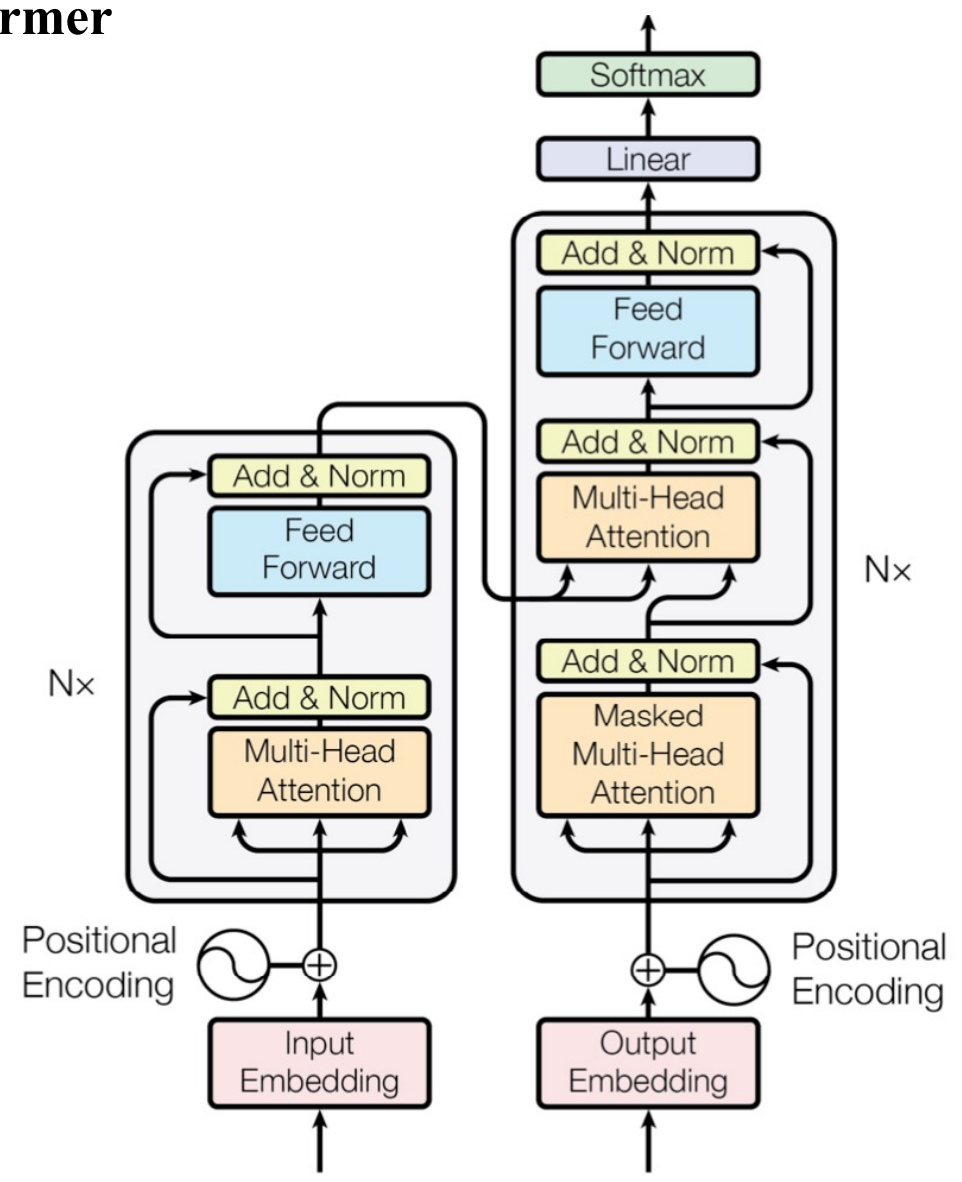 rmer
Softmax
Linear
Add & Norm
Feed
Forward
Add & Norm
Multi-Head
Attention
Add & Norm
Masked
Multi-Head
Attention
N×
Add & Norm
Feed
Forward
Add & Norm
Multi-Head
Attention
N×
Positional
Encoding
Positional
Encoding
Input
Embedding
Output
Embedding